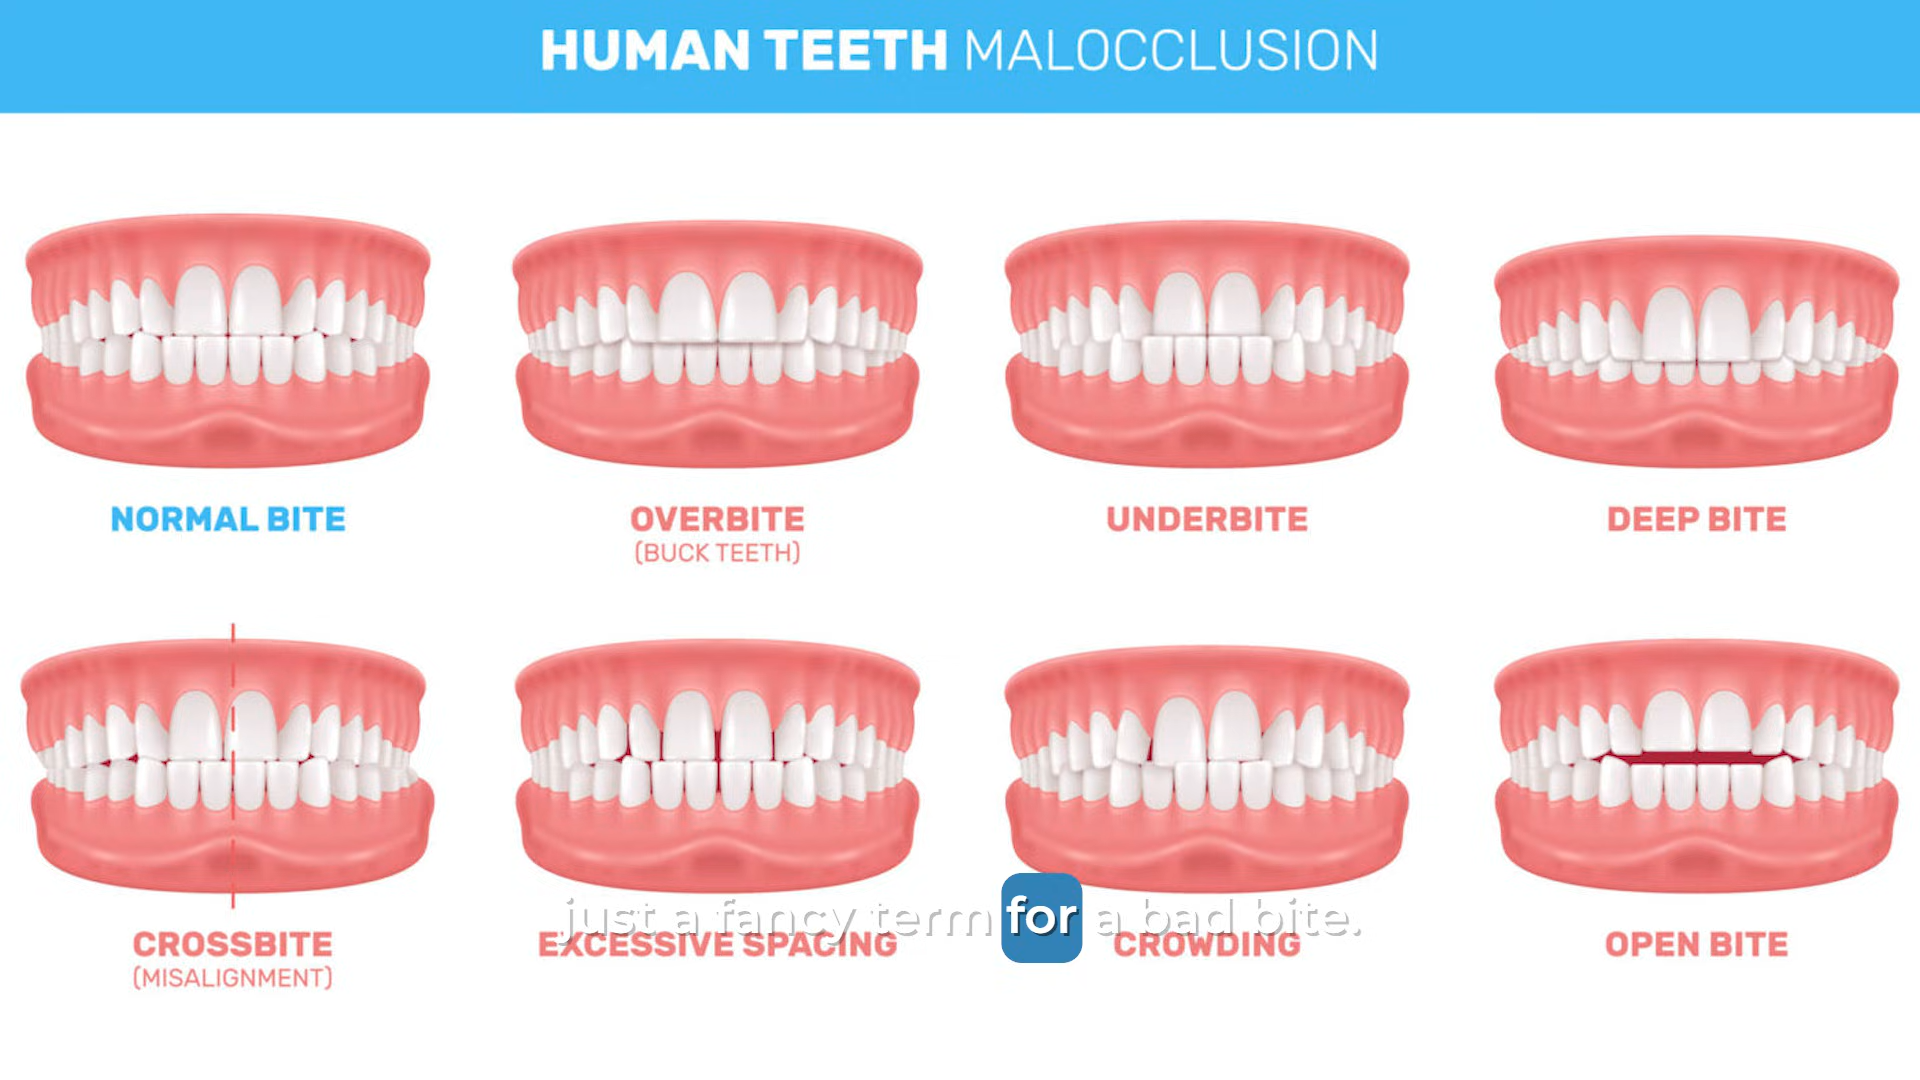 HUMAN TEETH MALOCCLUSION
NORMAL BITE
OVERBITE
(BUCK TEETH)
UNDERBITE
DEEP BITE
just a fancy term for a bad bite.
CROSSBITE
(MISALIGNMENT)
EXCESSIVE SPACING
CROWDING
OPEN BITE